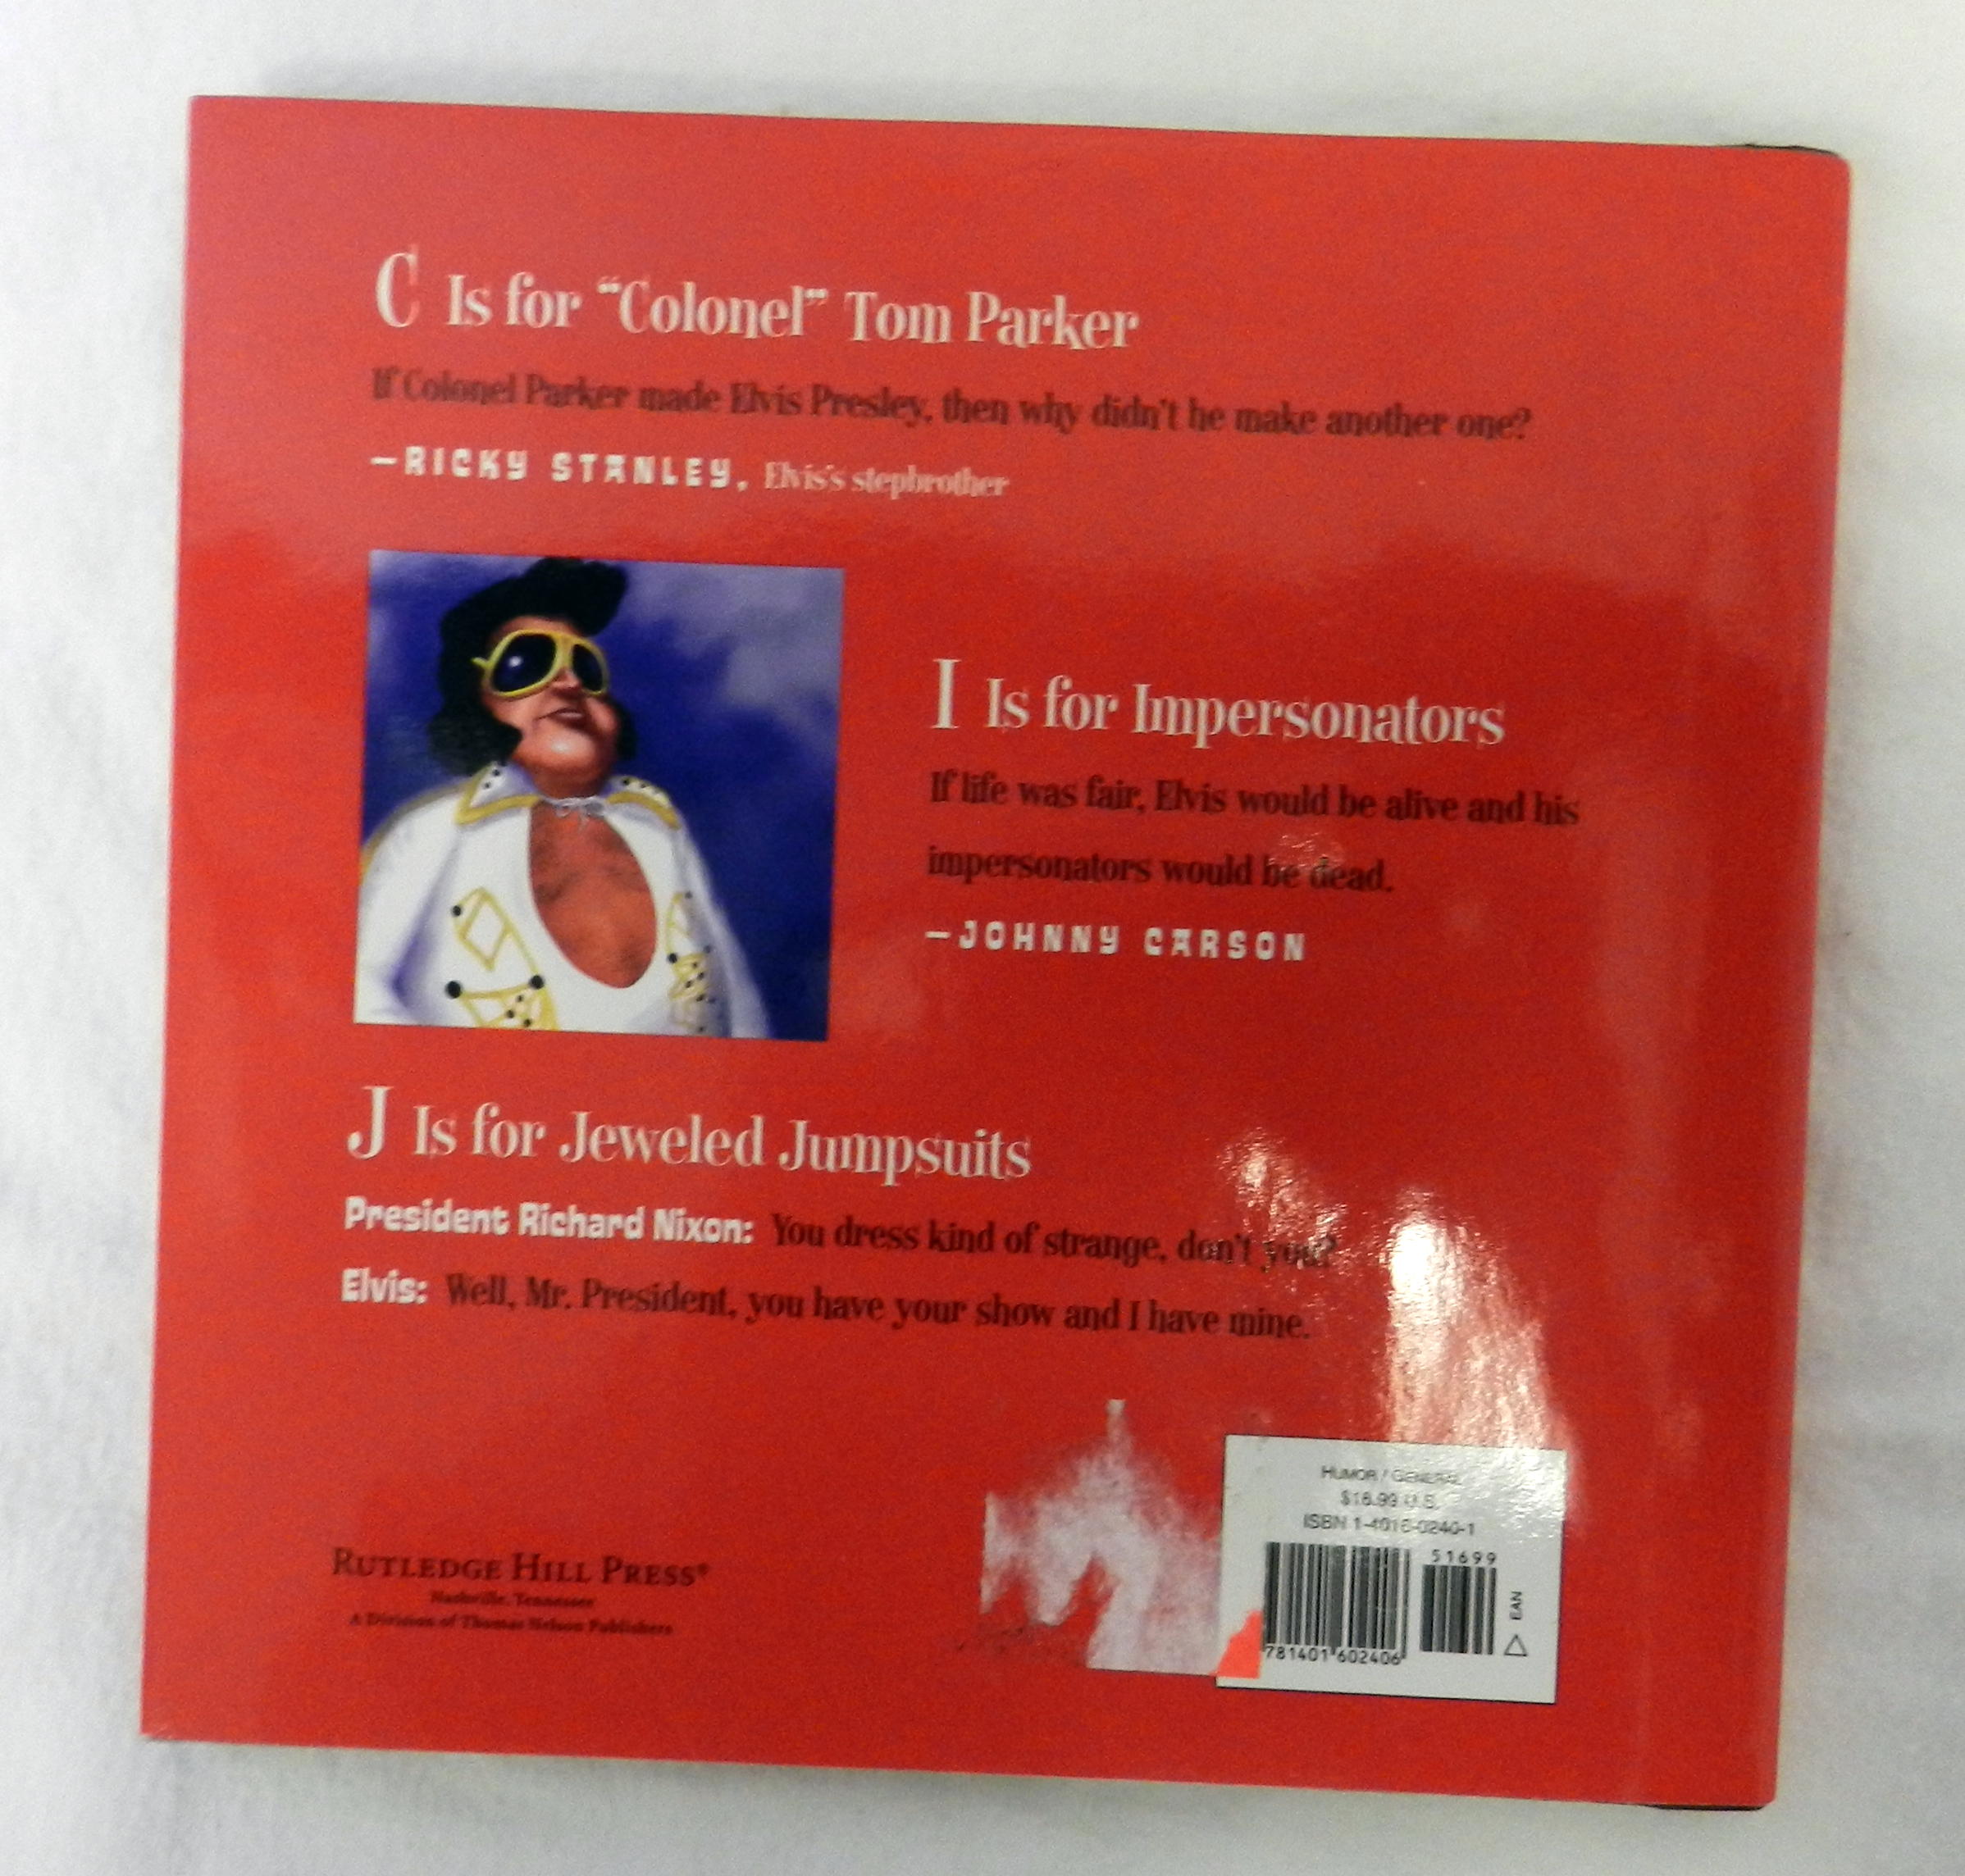 C Is for “Colonel” Tom Parker
If Colonel Parker made Elvis Presley, then why didn't he make another one?
—RICKY STANLEY, Elvis's stepbrother
I Is for Impersonators
If life was fair, Elvis would be alive and his
impersonators would be dead.
—JOHNNY CARSON
J Is for Jeweled Jumpsuits
President Richard Nixon: You dress kind of strange, don't you?
Elvis: Well, Mr. President, you have your show and I have mine.
RUTLEDGE HILL PRESS®
Nashville, Tennessee
A Division of Thomas Nelson Publishers
HUMOR / GENERAL
$16.99 U.S.
ISBN 1-4016-0240-1
51699
EAN
781401 602406